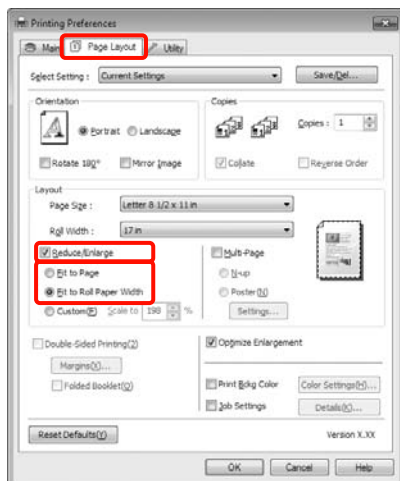 Printing Preferences
Main Page Layout Utility
Select Setting : Current Settings Save/Del...
Orientation
Copies
A
Portrait Landscape
Copies : 1
Rotate 180° Mirror Image
Collate Reverse Order
Layout
Page Size : Letter 8 1/2 x 11 in
Roll Width : 17 in
Reduce/Enlarge Multi-Page
Fit to Page N-up
Fit to Roll Paper Width Poster(N)
Custom(F) Scale to 198 % Settings...
Double-Sided Printing(2) Optimize Enlargement
Margins(X)...
Folded Booklet(Q)
Print Bckg Color Color Settings(H)...
Job Settings Details(K)...
Reset Defaults(Y) Version X.XX
OK Cancel Help